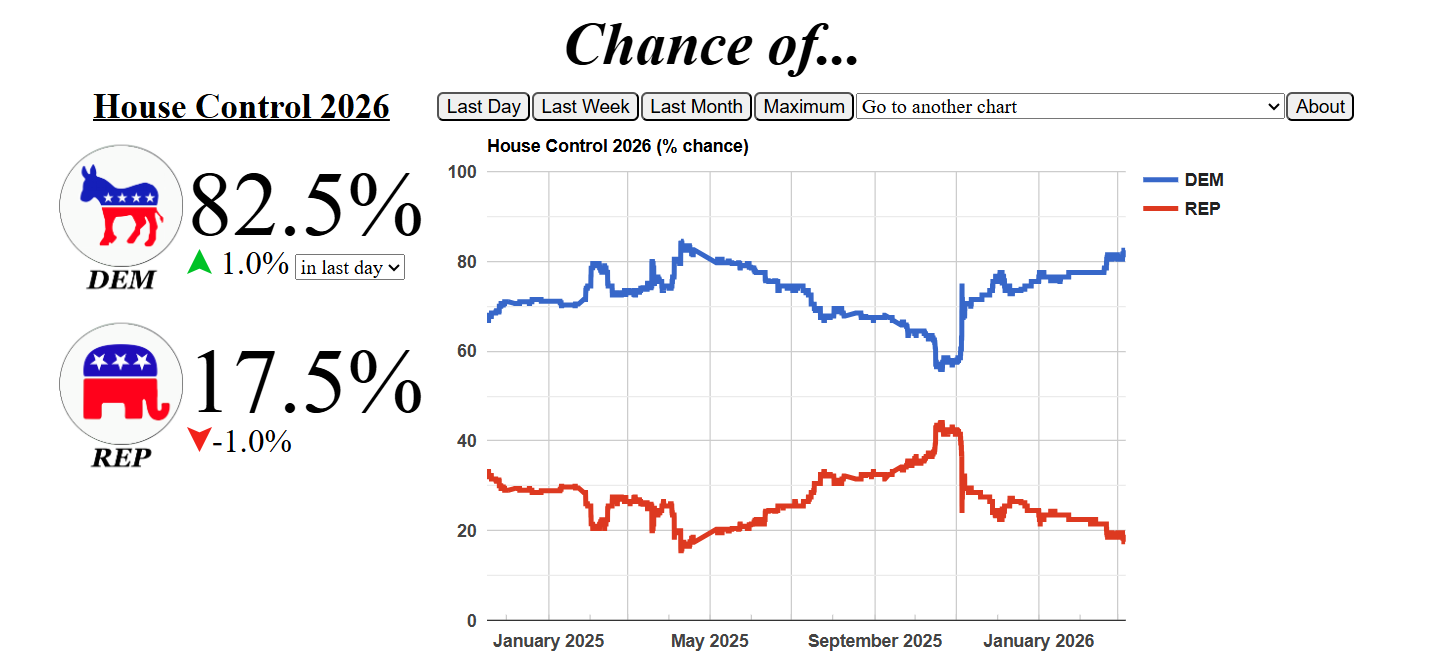 Chance of...
House Control 2026
Last Day Last Week Last Month Maximum Go to another chart About
82.5%
1.0% in last day
DEM
17.5%
-1.0%
REP
House Control 2026 (% chance)
100
80
60
40
20
0
January 2025 May 2025 September 2025 January 2026
DEM
REP